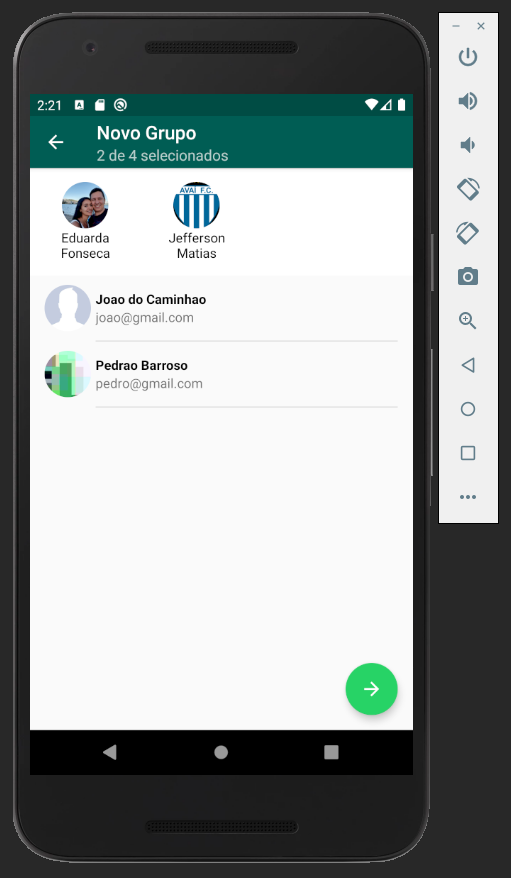 2:21
Novo Grupo
2 de 4 selecionados
AVAÍ F.C.
Eduarda
Fonseca
Jefferson
Matias
Joao do Caminhao
joao@gmail.com
Pedrao Barroso
pedro@gmail.com